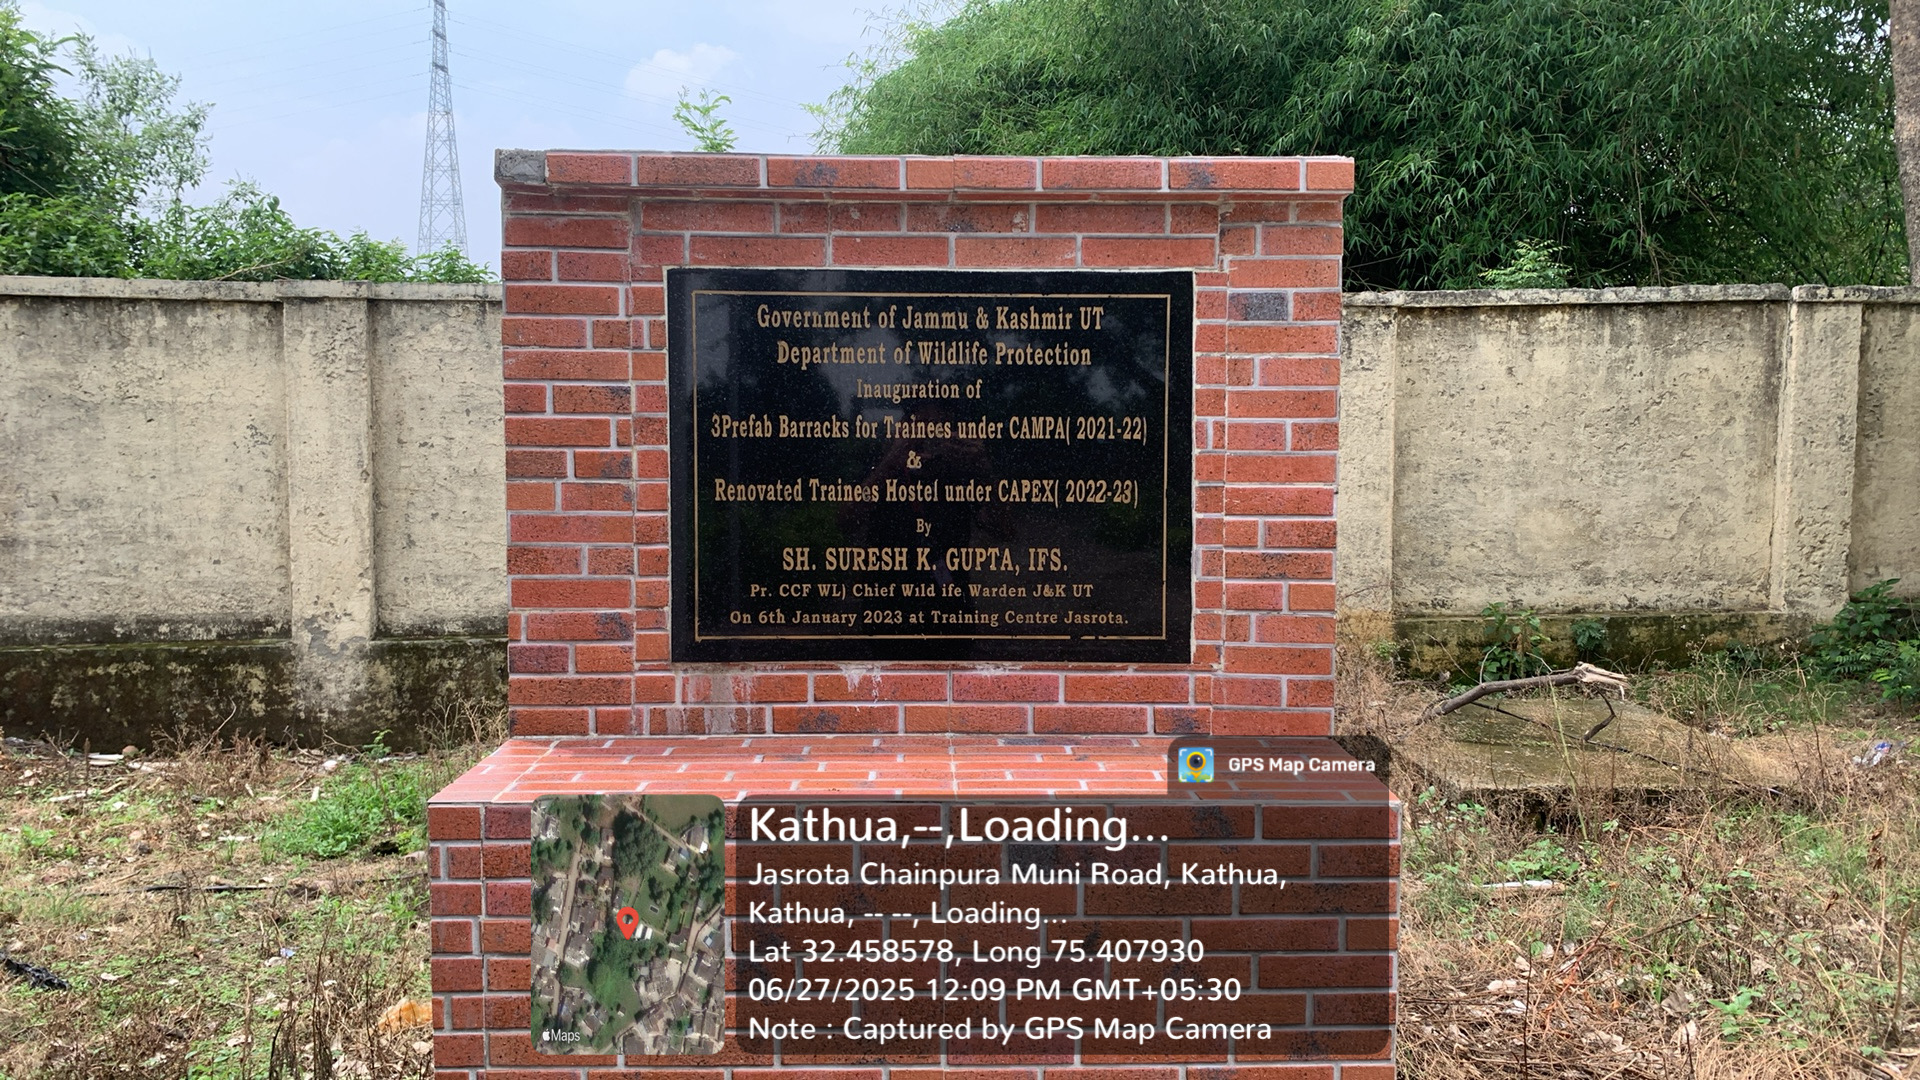 Government of Jammu & Kashmir UT
Department of Wildlife Protection
Inauguration of
3Prefab Barracks for Trainees under CAMPA( 2021-22)
&
Renovated Trainees Hostel under CAPEX( 2022-23)
By
SH. SURESH K. GUPTA, IFS.
Pr. CCF WL) Chief Wild ife Warden J&K UT
On 6th January 2023 at Training Centre Jasrota.
GPS Map Camera
Kathua,--,Loading...
Jasrota Chainpura Muni Road, Kathua,
Kathua, -- --, Loading...
Lat 32.458578, Long 75.407930
06/27/2025 12:09 PM GMT+05:30
Note : Captured by GPS Map Camera
Maps